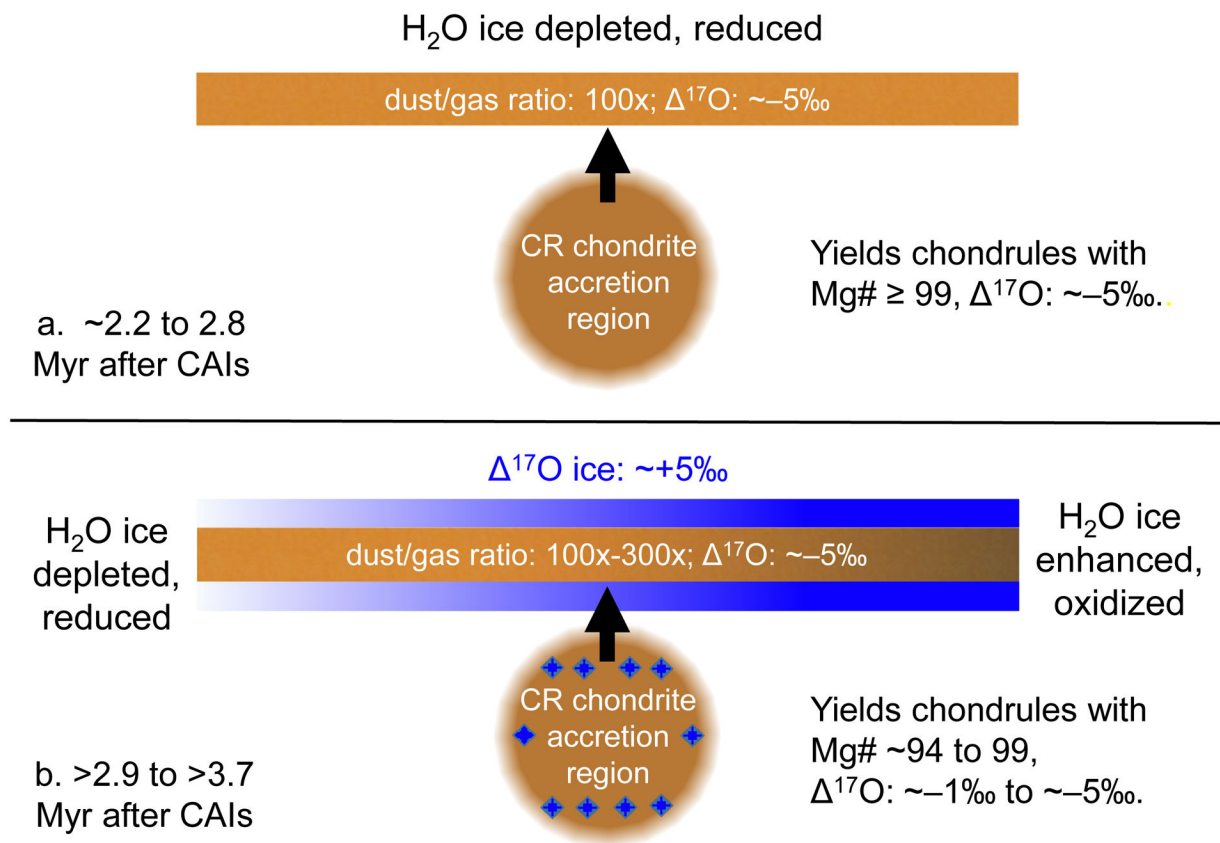 H₂O ice depleted, reduced
dust/gas ratio: 100x; Δ¹⁷O: ~–5‰
CR chondrite
accretion
region
Yields chondrules with
Mg# ≥ 99, Δ¹⁷O: ~–5‰..
a. ~2.2 to 2.8
Myr after CAIs
Δ¹⁷O ice: ~+5‰
H₂O ice
depleted,
reduced
dust/gas ratio: 100x-300x; Δ¹⁷O: ~–5‰
H₂O ice
enhanced,
oxidized
CR chondrite
accretion
region
Yields chondrules with
Mg# ~94 to 99,
Δ¹⁷O: ~–1‰ to ~–5‰.
b. >2.9 to >3.7
Myr after CAIs